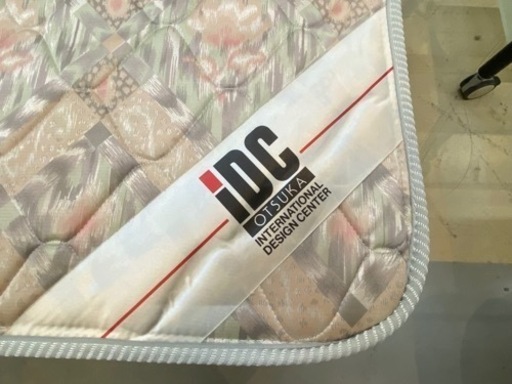 iDC
OTSUKA
INTERNATIONAL
DESIGN CENTER